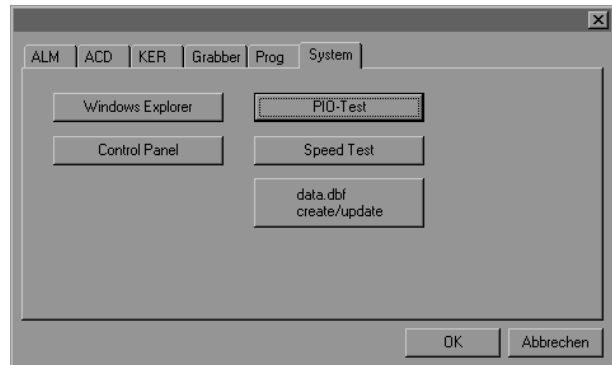 ALM ACD KER Grabber Prog System
Windows Explorer PIO-Test
Control Panel Speed Test
data.dbf
create/update
OK Abbrechen